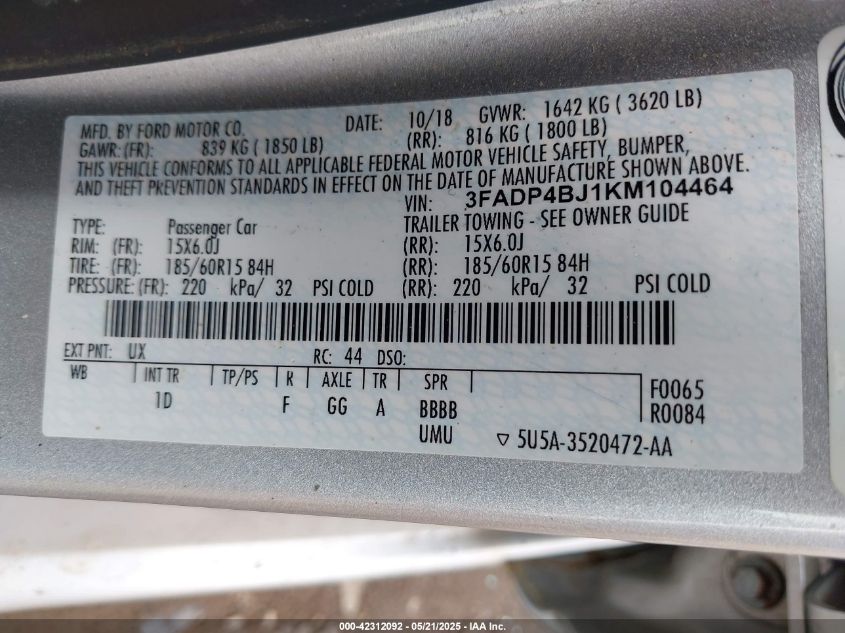 MFD. BY FORD MOTOR CO. DATE: 10/18 GVWR: 1642 KG ( 3620 LB)
GAWR: (FR): 839 KG ( 1850 LB) (RR): 816 KG ( 1800 LB)
THIS VEHICLE CONFORMS TO ALL APPLICABLE FEDERAL MOTOR VEHICLE SAFETY, BUMPER,
AND THEFT PREVENTION STANDARDS IN EFFECT ON THE DATE OF MANUFACTURE SHOWN ABOVE.
VIN: 3FADP4BJ1KM104464
TYPE: Passenger Car TRAILER TOWING - SEE OWNER GUIDE
RIM: (FR): 15X6.0J (RR): 15X6.0J
TIRE: (FR): 185/60R15 84H (RR): 185/60R15 84H
PRESSURE: (FR): 220 kPa/ 32 PSI COLD (RR): 220 kPa/ 32 PSI COLD
EXT PNT: UX RC: 44 DSO:
WB INT TR TP/PS R AXLE TR SPR F0065
1D F GG A BBBB R0084
UMU ▽ 5U5A-3520472-AA
000-42312092 - 05/21/2025 - IAA Inc.